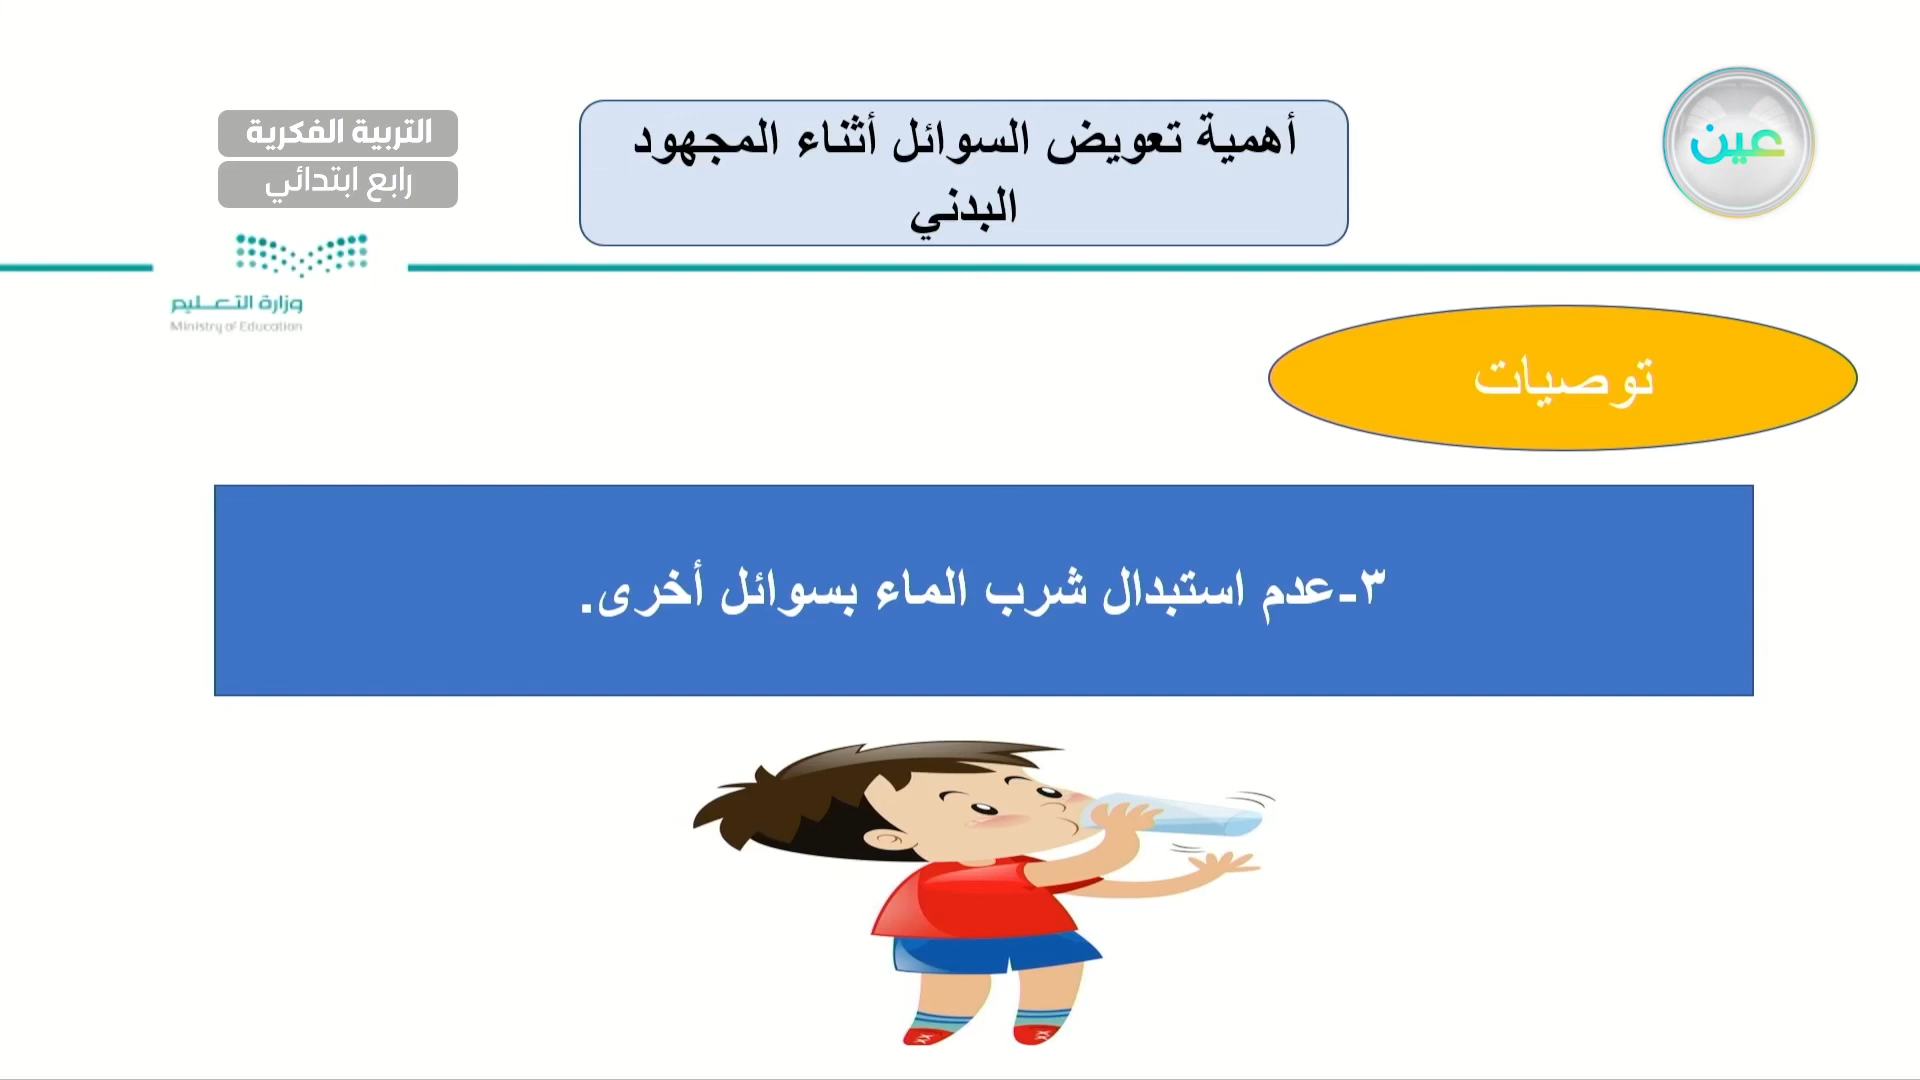 عين
أهمية تعويض السوائل أثناء المجهود
البدني
التربية الفكرية
رابع ابتدائي
وزارة التعـليم
Ministry of Education
توصيات
٣-عدم استبدال شرب الماء بسوائل أخرى.